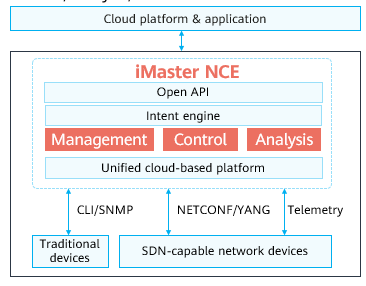 Cloud platform & application
iMaster NCE
Open API
Intent engine
Management Control Analysis
Unified cloud-based platform
CLI/SNMP NETCONF/YANG Telemetry
Traditional
devices
SDN-capable network devices